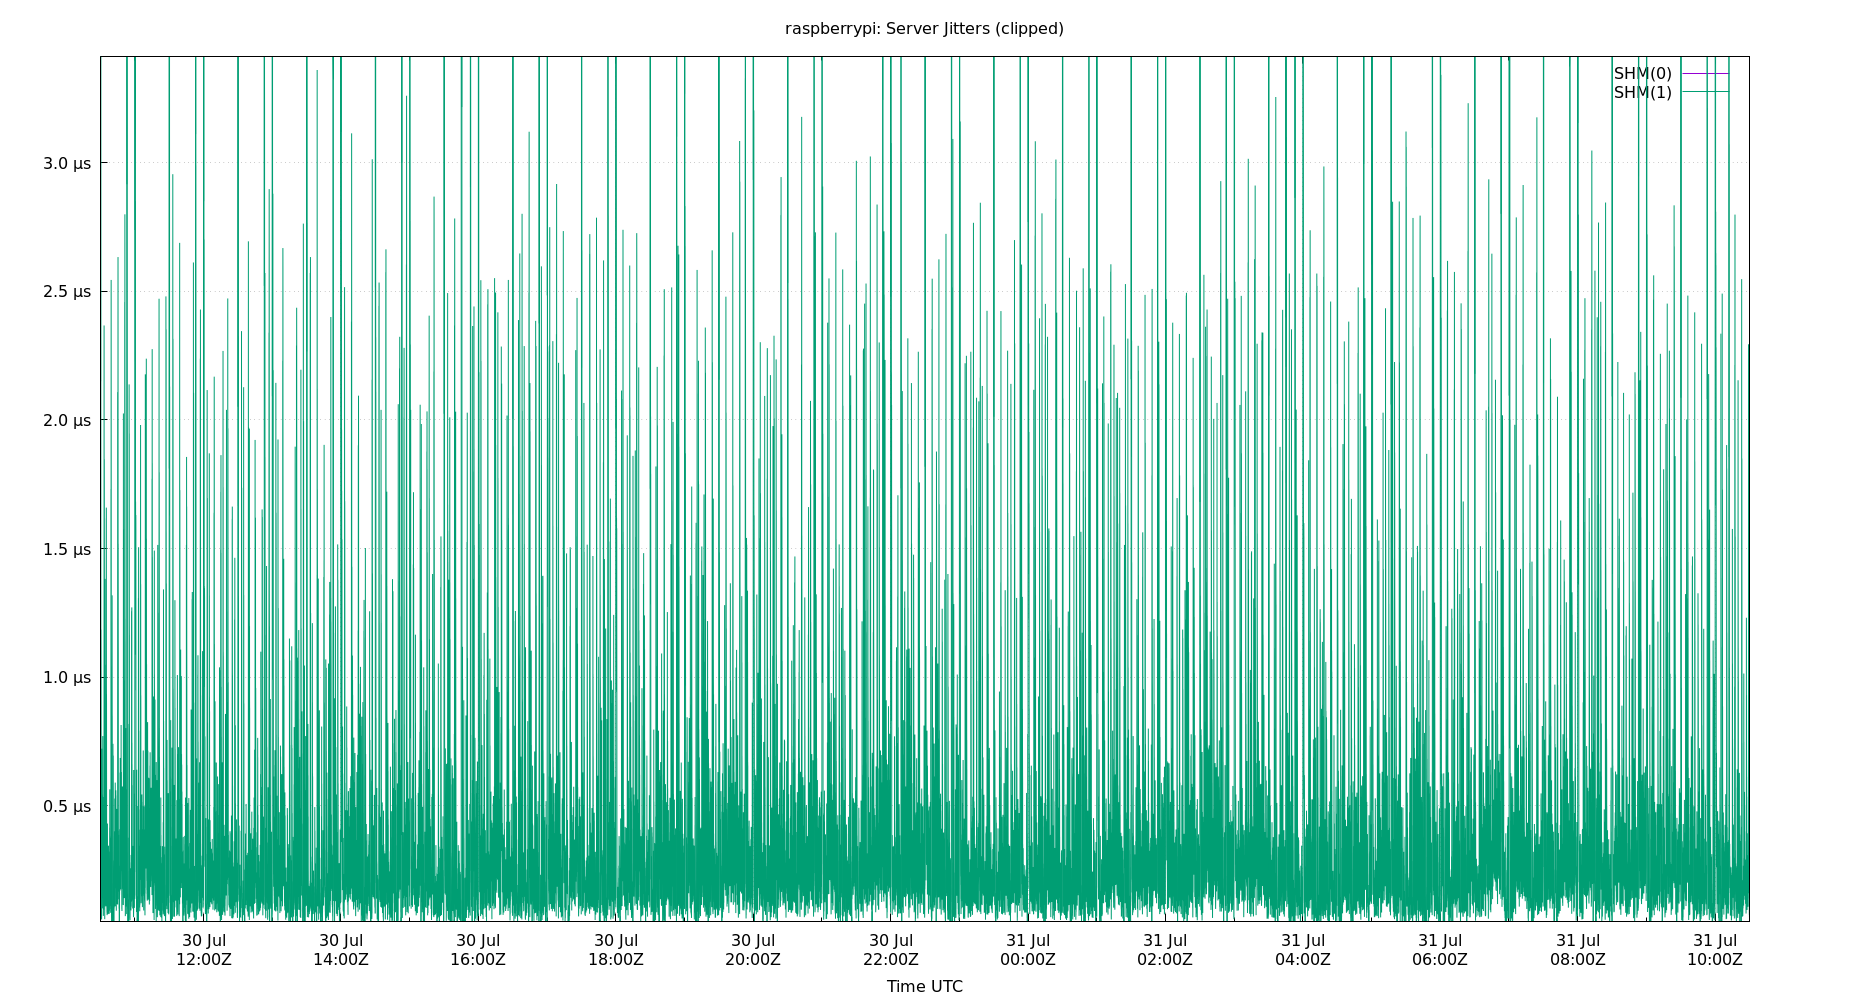 raspberrypi: Server Jitters (clipped)
SHM(0)
SHM(1)
3.0 μs
2.5 μs
2.0 μs
1.5 μs
1.0 μs
0.5 μs
30 Jul 30 Jul 30 Jul 30 Jul 30 Jul 30 Jul 31 Jul 31 Jul 31 Jul 31 Jul 31 Jul 31 Jul
12:00Z 14:00Z 16:00Z 18:00Z 20:00Z 22:00Z 00:00Z 02:00Z 04:00Z 06:00Z 08:00Z 10:00Z
Time UTC